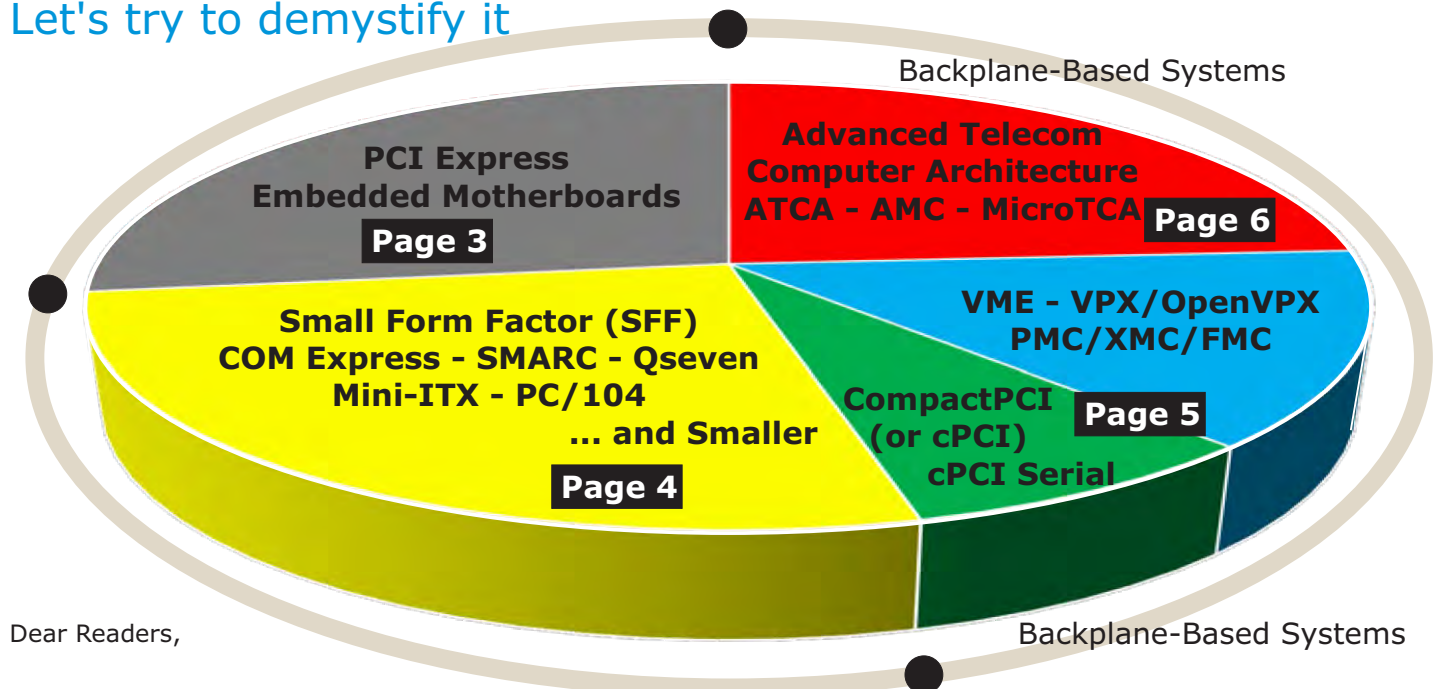 Let's try to demystify it
Backplane-Based Systems
PCI Express
Embedded Motherboards
Page 3
Advanced Telecom
Computer Architecture
ATCA - AMC - MicroTCA
Page 6
Small Form Factor (SFF)
COM Express - SMARC - Qseven
Mini-ITX - PC/104
... and Smaller
Page 4
VME - VPX/OpenVPX
PMC/XMC/FMC
CompactPCI
(or cPCI)
cPCI Serial
Page 5
Dear Readers,
Backplane-Based Systems